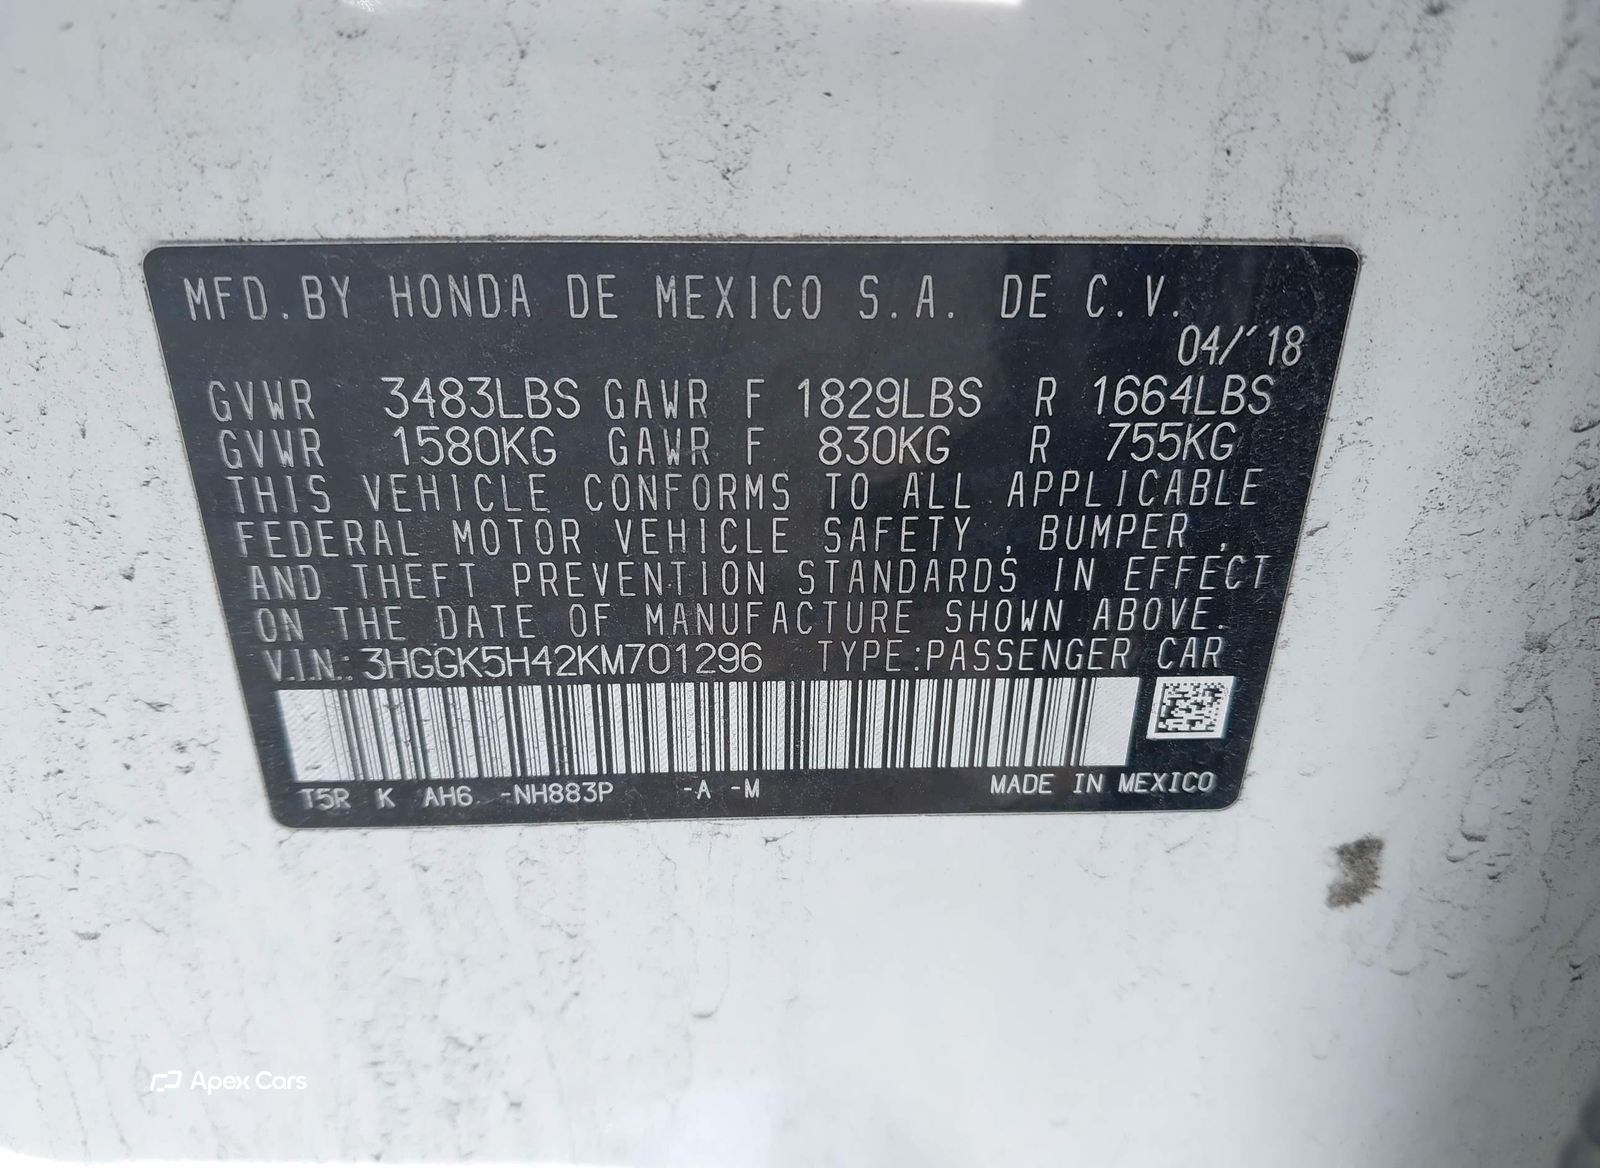 MFD.BY HONDA DE MEXICO S.A. DE C.V.
04/'18
GVWR 3483LBS GAWR F 1829LBS R 1664LBS
GVWR 1580KG GAWR F 830KG R 755KG
THIS VEHICLE CONFORMS TO ALL APPLICABLE
FEDERAL MOTOR VEHICLE SAFETY , BUMPER ,
AND THEFT PREVENTION STANDARDS IN EFFECT
ON THE DATE OF MANUFACTURE SHOWN ABOVE.
V.I.N.: 3HGGK5H42KM701296 TYPE:PASSENGER CAR
T5R K AH6 -NH883P -A -M MADE IN MEXICO
Apex Cars